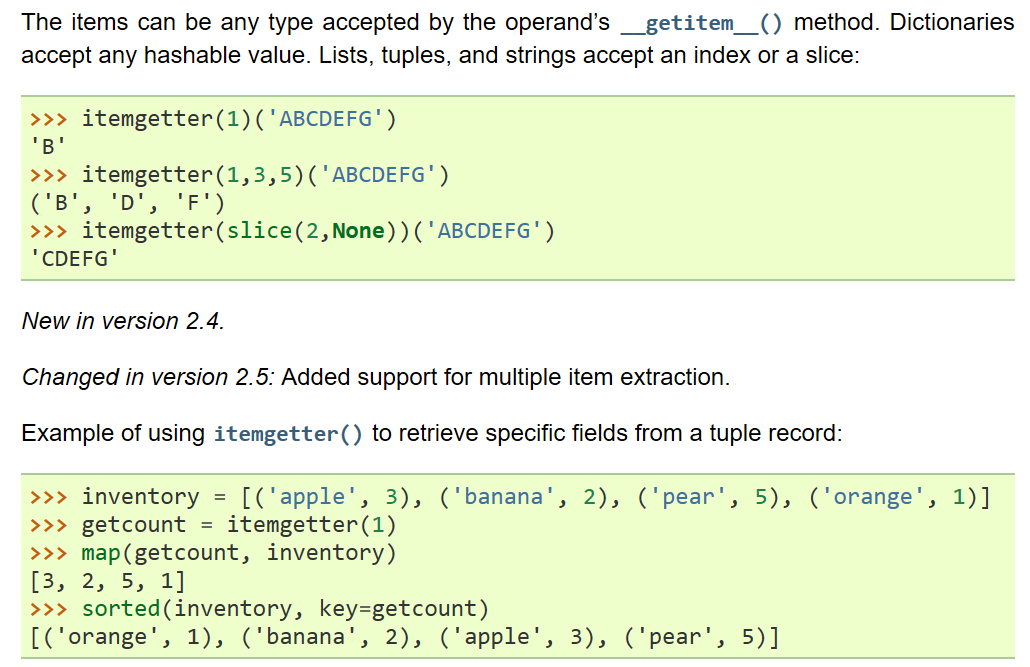 The items can be any type accepted by the operand’s __getitem__() method. Dictionaries
accept any hashable value. Lists, tuples, and strings accept an index or a slice:
>>> itemgetter(1)('ABCDEFG')
'B'
>>> itemgetter(1,3,5)('ABCDEFG')
('B', 'D', 'F')
>>> itemgetter(slice(2,None))('ABCDEFG')
'CDEFG'
New in version 2.4.
Changed in version 2.5: Added support for multiple item extraction.
Example of using itemgetter() to retrieve specific fields from a tuple record:
>>> inventory = [('apple', 3), ('banana', 2), ('pear', 5), ('orange', 1)]
>>> getcount = itemgetter(1)
>>> map(getcount, inventory)
[3, 2, 5, 1]
>>> sorted(inventory, key=getcount)
[('orange', 1), ('banana', 2), ('apple', 3), ('pear', 5)]